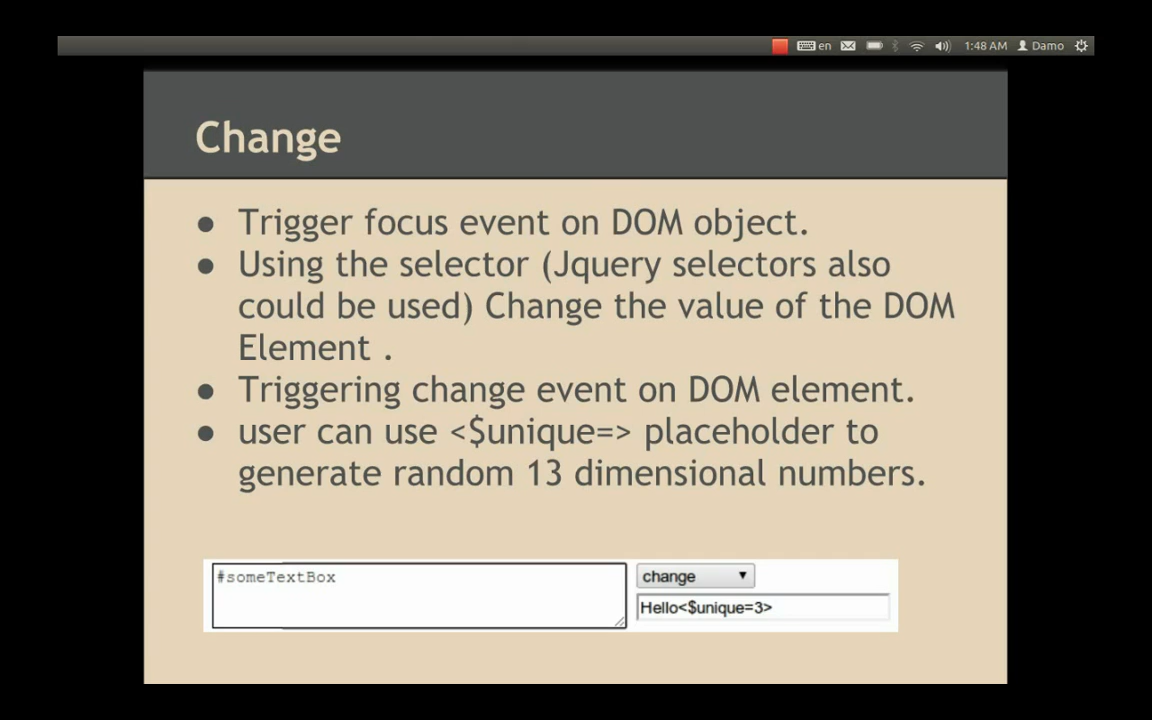 en 1:48 AM Damo
Change
● Trigger focus event on DOM object.
● Using the selector (Jquery selectors also
could be used) Change the value of the DOM
Element .
● Triggering change event on DOM element.
● user can use <$unique=> placeholder to
generate random 13 dimensional numbers.
#someTextBox
change
Hello<$unique=3>